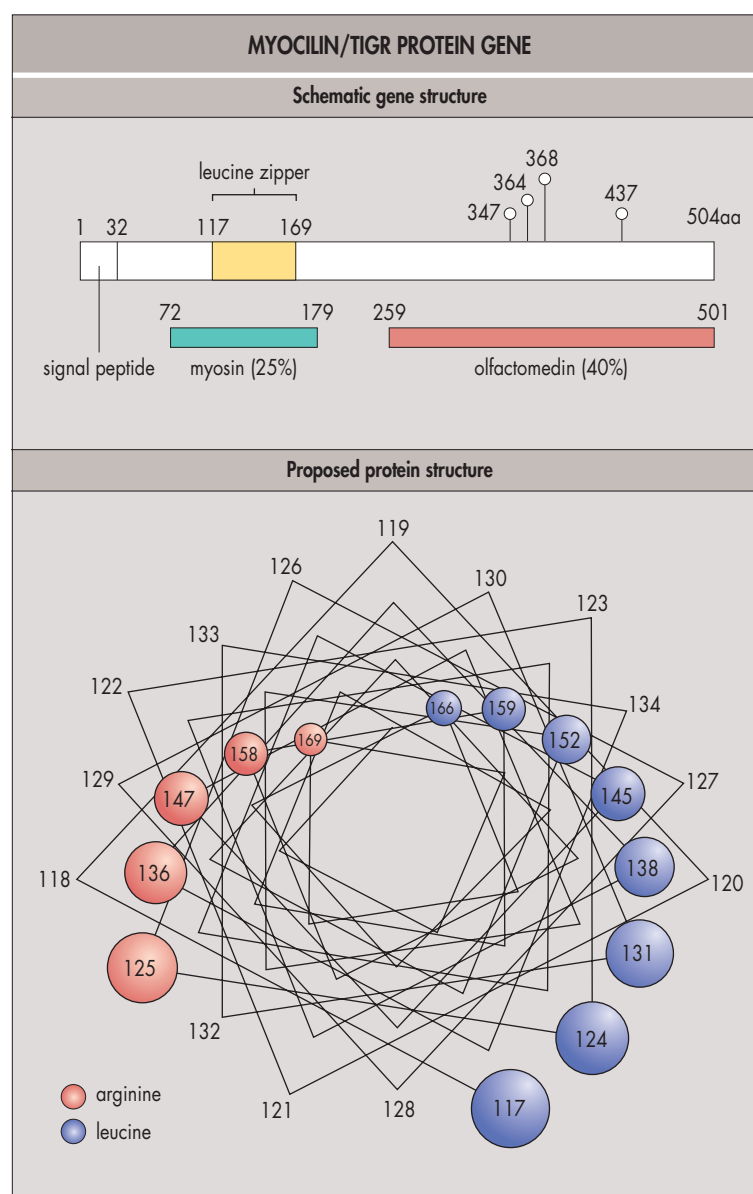 MYOCILIN/TIGR PROTEIN GENE
Schematic gene structure
leucine zipper
368
364
347
437
504aa
1 32 117 169
72 179 259 501
signal peptide myosin (25%) olfactomedin (40%)
Proposed protein structure
119
126 130
123
133
122 134
166 159
169 152
158
129 147 145 127
136 138
118 120
125 131
132 124
121 128 117
arginine
leucine